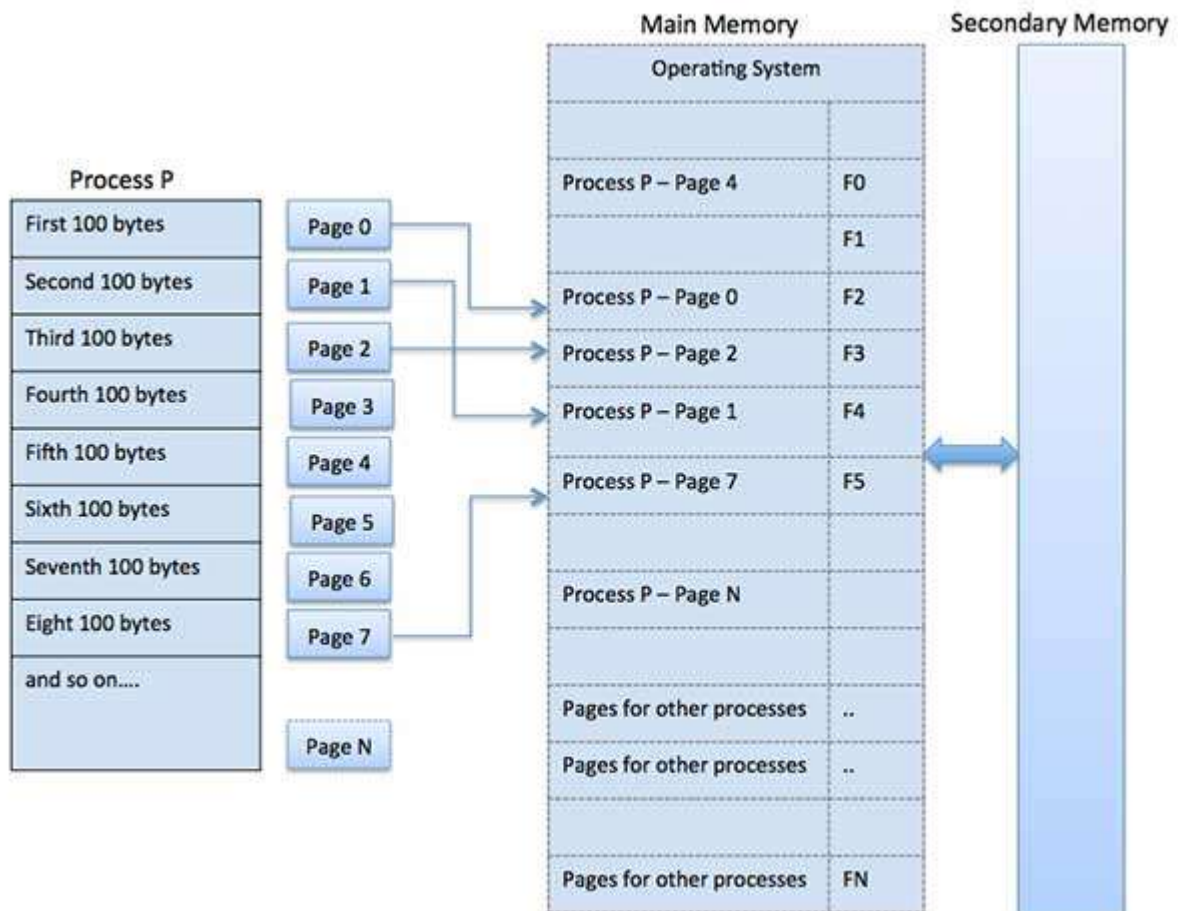 Main Memory
Secondary Memory
Operating System
Process P
First 100 bytes
Second 100 bytes
Third 100 bytes
Fourth 100 bytes
Fifth 100 bytes
Sixth 100 bytes
Seventh 100 bytes
Eight 100 bytes
and so on....
Page 0
Page 1
Page 2
Page 3
Page 4
Page 5
Page 6
Page 7
Page N
Process P – Page 4 F0
F1
Process P – Page 0 F2
Process P – Page 2 F3
Process P – Page 1 F4
Process P – Page 7 F5
Process P – Page N
Pages for other processes ..
Pages for other processes ..
Pages for other processes FN